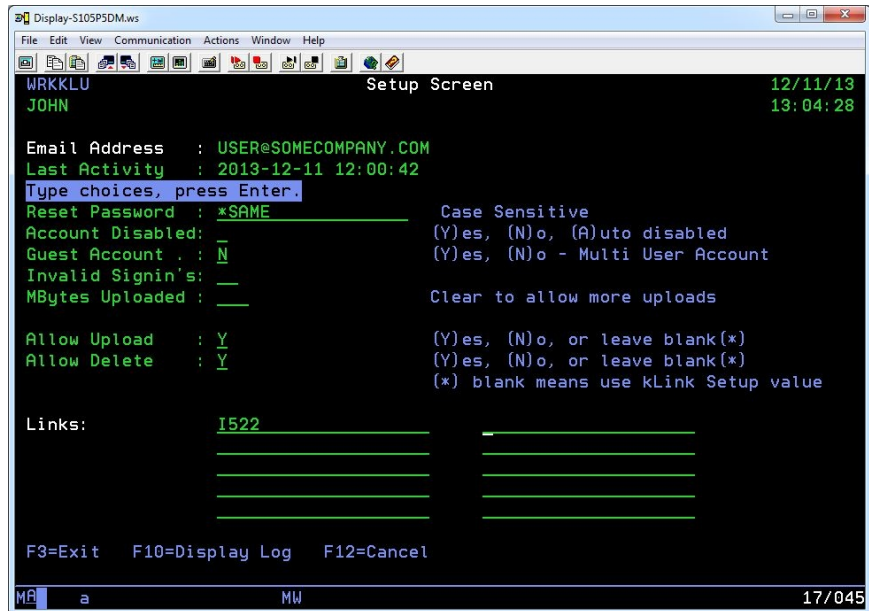 Display-S105P5DM.ws
File Edit View Communication Actions Window Help
WRKKLU Setup Screen 12/11/13
JOHN 13:04:28
Email Address : USER@SOMECOMPANY.COM
Last Activity : 2013-12-11 12:00:42
Type choices, press Enter.
Reset Password : *SAME Case Sensitive
Account Disabled: _ (Y)es, (N)o, (A)uto disabled
Guest Account . : N (Y)es, (N)o - Multi User Account
Invalid Signin's: __
MBytes Uploaded : ___ Clear to allow more uploads
Allow Upload : Y (Y)es, (N)o, or leave blank(*)
Allow Delete : Y (Y)es, (N)o, or leave blank(*)
(*) blank means use kLink Setup value
Links: I522
F3=Exit F10=Display Log F12=Cancel
MA a MW 17/045